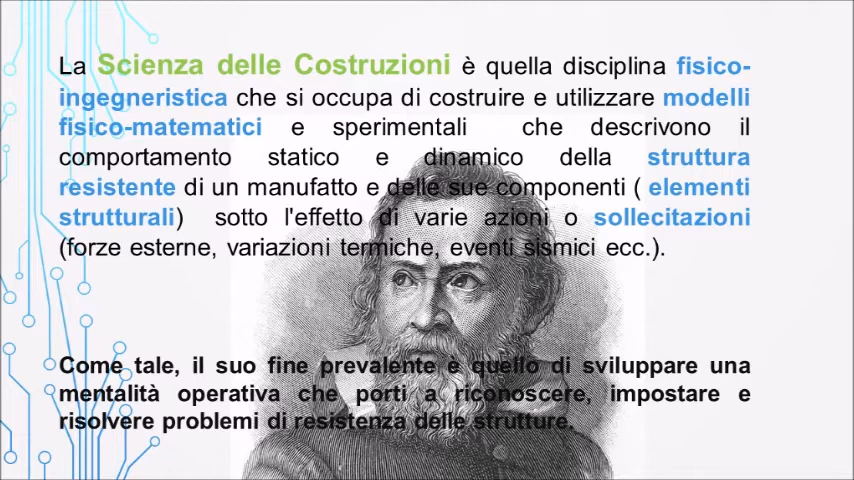 La Scienza delle Costruzioni è quella disciplina fisico-
ingegneristica che si occupa di costruire e utilizzare modelli
fisico-matematici e sperimentali che descrivono il
comportamento statico e dinamico della struttura
resistente di un manufatto e delle sue componenti ( elementi
strutturali) sotto l'effetto di varie azioni o sollecitazioni
(forze esterne, variazioni termiche, eventi sismici ecc.).
Come tale, il suo fine prevalente è quello di sviluppare una
mentalità operativa che porti a riconoscere, impostare e
risolvere problemi di resistenza delle strutture.